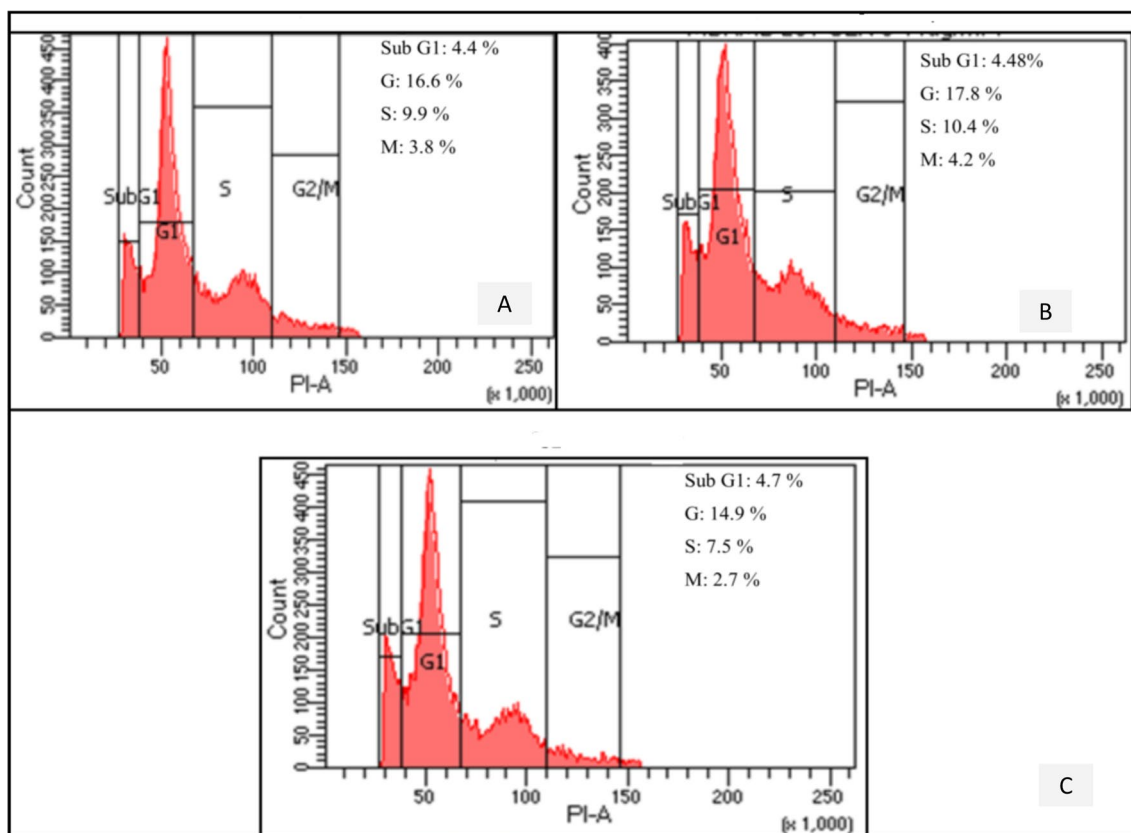 Sub G1: 4.4 %
G: 16.6 %
S: 9.9 %
M: 3.8 %
Count
0 50 100 150 200 250 300 350 400 450
SubG1
G1
S
G2/M
A
50 100 150 200 250
PI-A
(x 1,000)
Sub G1: 4.48%
G: 17.8 %
S: 10.4 %
M: 4.2 %
Count
0 50 100 150 200 250 300 350 400
SubG1
G1
S
G2/M
B
50 100 150 200 250
PI-A
(x 1,000)
Sub G1: 4.7 %
G: 14.9 %
S: 7.5 %
M: 2.7 %
Count
0 50 100 150 200 250 300 350 400 450
SubG1
G1
S
G2/M
50 100 150 200 250
PI-A
(x 1,000)
C